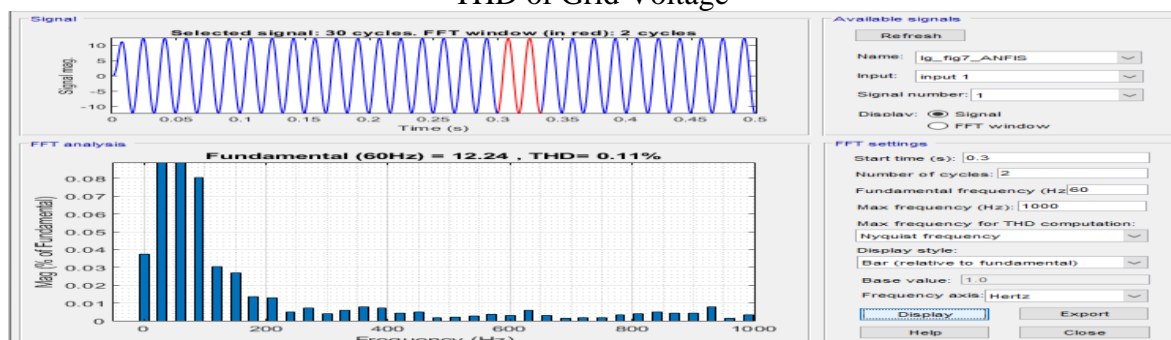 THD of Grid Voltage
Signal
Selected signal: 30 cycles. FFT window (in red): 2 cycles
Signal mag.
10
5
0
-10
0 0.05 0.1 0.15 0.2 0.25 0.3 0.35 0.4 0.45 0.5
Time (s)
FFT analysis
Fundamental (60Hz) = 12.24 , THD= 0.11%
Mag (% of Fundamental)
0.08
0.07
0.06
0.05
0.04
0.03
0.02
0.01
0
0 200 400 600 800 1000
Frequency (Hz)
Available signals
Refresh
Name: Ig_fig7_ANFIS
Input: input 1
Signal number: 1
Display: Signal
FFT window
FFT settings
Start time (s): 0.3
Number of cycles: 2
Fundamental frequency (Hz 60
Max frequency (Hz): 1000
Max frequency for THD computation:
Nyquist frequency
Display style:
Bar (relative to fundamental)
Base value: 1.0
Frequency axis: Hertz
Display Export
Help Close